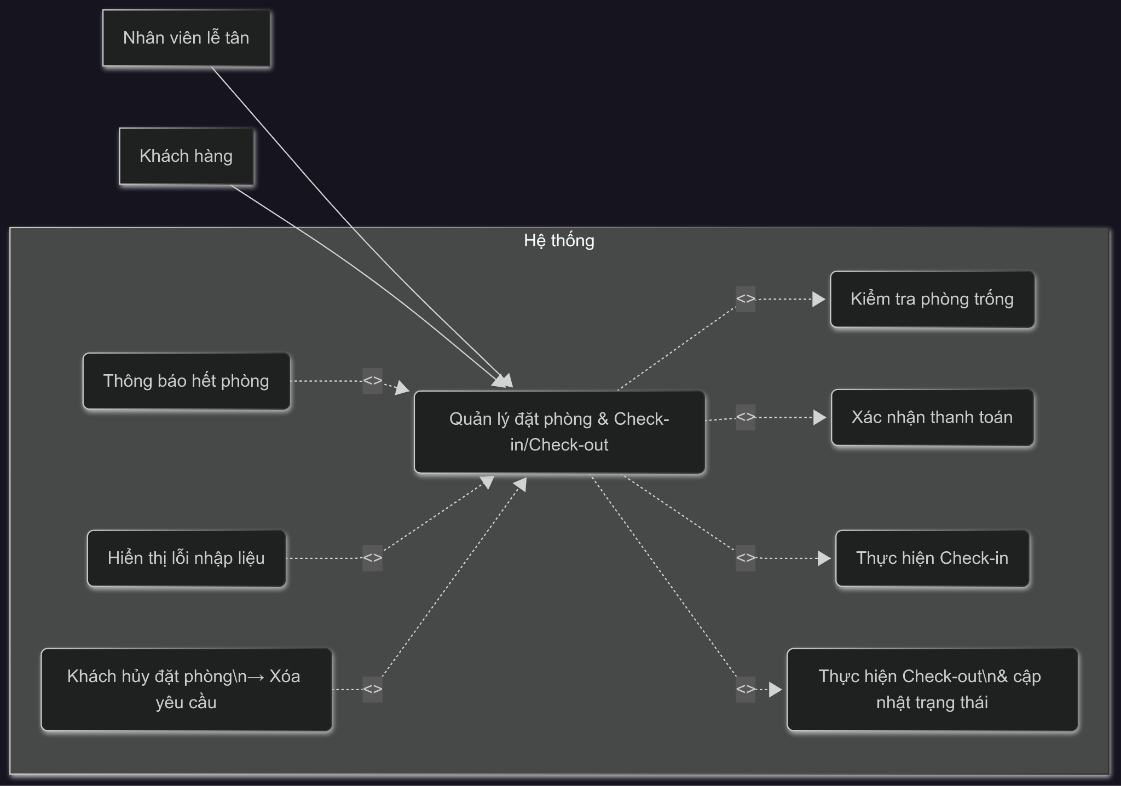 Nhân viên lễ tân
Khách hàng
Hệ thống
Kiểm tra phòng trống
<>
Thông báo hết phòng
<>
Quản lý đặt phòng & Check-
in/Check-out
<>
Xác nhận thanh toán
Hiển thị lỗi nhập liệu
<>
<>
Thực hiện Check-in
Khách hủy đặt phòng\n→ Xóa
yêu cầu
<>
<>
Thực hiện Check-out\n& cập
nhật trạng thái